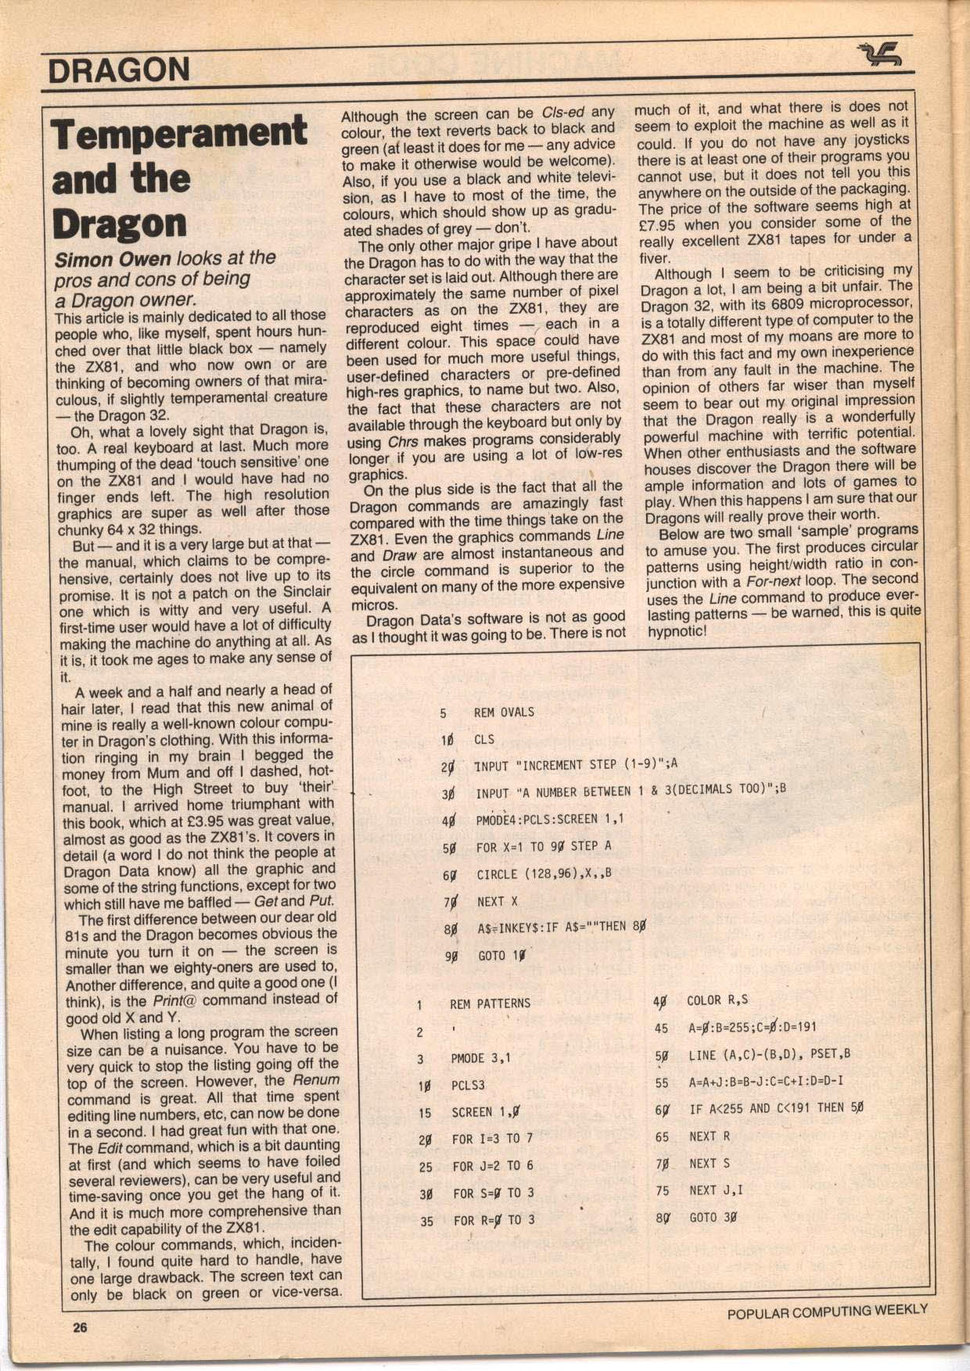 DRAGON
Temperament
and the
Dragon
Simon Owen looks at the
pros and cons of being
a Dragon owner.
This article is mainly dedicated to all those
people who, like myself, spent hours hun-
ched over that little black box — namely
the ZX81, and who now own or are
thinking of becoming owners of that mira-
culous, if slightly temperamental creature
— the Dragon 32.
Oh, what a lovely sight that Dragon is,
too. A real keyboard at last. Much more
thumping of the dead 'touch sensitive' one
on the ZX81 and I would have had no
finger ends left. The high resolution
graphics are super as well after those
chunky 64 x 32 things.
But — and it is a very large but at that —
the manual, which claims to be compre-
hensive, certainly does not live up to its
promise. It is not a patch on the Sinclair
one which is witty and very useful. A
first-time user would have a lot of difficulty
making the machine do anything at all. As
it is, it took me ages to make any sense of
it.
A week and a half and nearly a head of
hair later, I read that this new animal of
mine is really a well-known colour compu-
ter in Dragon's clothing. With this informa-
tion ringing in my brain I begged the
money from Mum and off I dashed, hot-
foot, to the High Street to buy 'their'
manual. I arrived home triumphant with
this book, which at £3.95 was great value,
almost as good as the ZX81's. It covers in
detail (a word I do not think the people at
Dragon Data know) all the graphic and
some of the string functions, except for two
which still have me baffled — Get and Put.
The first difference between our dear old
81s and the Dragon becomes obvious the
minute you turn it on — the screen is
smaller than we eighty-oners are used to,
Another difference, and quite a good one (I
think), is the Print@ command instead of
good old X and Y.
When listing a long program the screen
size can be a nuisance. You have to be
very quick to stop the listing going off the
top of the screen. However, the Renum
command is great. All that time spent
editing line numbers, etc, can now be done
in a second. I had great fun with that one.
The Edit command, which is a bit daunting
at first (and which seems to have foiled
several reviewers), can be very useful and
time-saving once you get the hang of it.
And it is much more comprehensive than
the edit capability of the ZX81.
The colour commands, which, inciden-
tally, I found quite hard to handle, have
one large drawback. The screen text can
only be black on green or vice-versa.
Although the screen can be Cls-ed any
colour, the text reverts back to black and
green (at least it does for me — any advice
to make it otherwise would be welcome).
Also, if you use a black and white televi-
sion, as I have to most of the time, the
colours, which should show up as gradu-
ated shades of grey — don't.
The only other major gripe I have about
the Dragon has to do with the way that the
character set is laid out. Although there are
approximately the same number of pixel
characters as on the ZX81, they are
reproduced eight times — each in a
different colour. This space could have
been used for much more useful things,
user-defined characters or pre-defined
high-res graphics, to name but two. Also,
the fact that these characters are not
available through the keyboard but only by
using Chrs makes programs considerably
longer if you are using a lot of low-res
graphics.
On the plus side is the fact that all the
Dragon commands are amazingly fast
compared with the time things take on the
ZX81. Even the graphics commands Line
and Draw are almost instantaneous and
the circle command is superior to the
equivalent on many of the more expensive
micros.
Dragon Data's software is not as good
as I thought it was going to be. There is not
much of it, and what there is does not
seem to exploit the machine as well as it
could. If you do not have any joysticks
there is at least one of their programs you
cannot use, but it does not tell you this
anywhere on the outside of the packaging.
The price of the software seems high at
£7.95 when you consider some of the
really excellent ZX81 tapes for under a
fiver.
Although I seem to be criticising my
Dragon a lot, I am being a bit unfair. The
Dragon 32, with its 6809 microprocessor,
is a totally different type of computer to the
ZX81 and most of my moans are more to
do with this fact and my own inexperience
than from any fault in the machine. The
opinion of others far wiser than myself
seem to bear out my original impression
that the Dragon really is a wonderfully
powerful machine with terrific potential.
When other enthusiasts and the software
houses discover the Dragon there will be
ample information and lots of games to
play. When this happens I am sure that our
Dragons will really prove their worth.
Below are two small 'sample' programs
to amuse you. The first produces circular
patterns using height/width ratio in con-
junction with a For-next loop. The second
uses the Line command to produce ever-
lasting patterns — be warned, this is quite
hypnotic!
5 REM OVALS
10 CLS
20 INPUT "INCREMENT STEP (1-9)";A
30 INPUT "A NUMBER BETWEEN 1 & 3(DECIMALS TOO)";B
40 PMODE4:PCLS:SCREEN 1,1
50 FOR X=1 TO 90 STEP A
60 CIRCLE (128,96),X,,B
70 NEXT X
80 A$=INKEY$:IF A$=""THEN 80
90 GOTO 10
1 REM PATTERNS
2 '
3 PMODE 3,1
10 PCLS3
15 SCREEN 1,0
20 FOR I=3 TO 7
25 FOR J=2 TO 6
30 FOR S=0 TO 3
35 FOR R=0 TO 3
40 COLOR R,S
45 A=0:B=255;C=0:D=191
50 LINE (A,C)-(B,D), PSET,B
55 A=A+J:B=B-J:C=C+I:D=D-I
60 IF A<255 AND C<191 THEN 50
65 NEXT R
70 NEXT S
75 NEXT J,I
80 GOTO 30
26
POPULAR COMPUTING WEEKLY